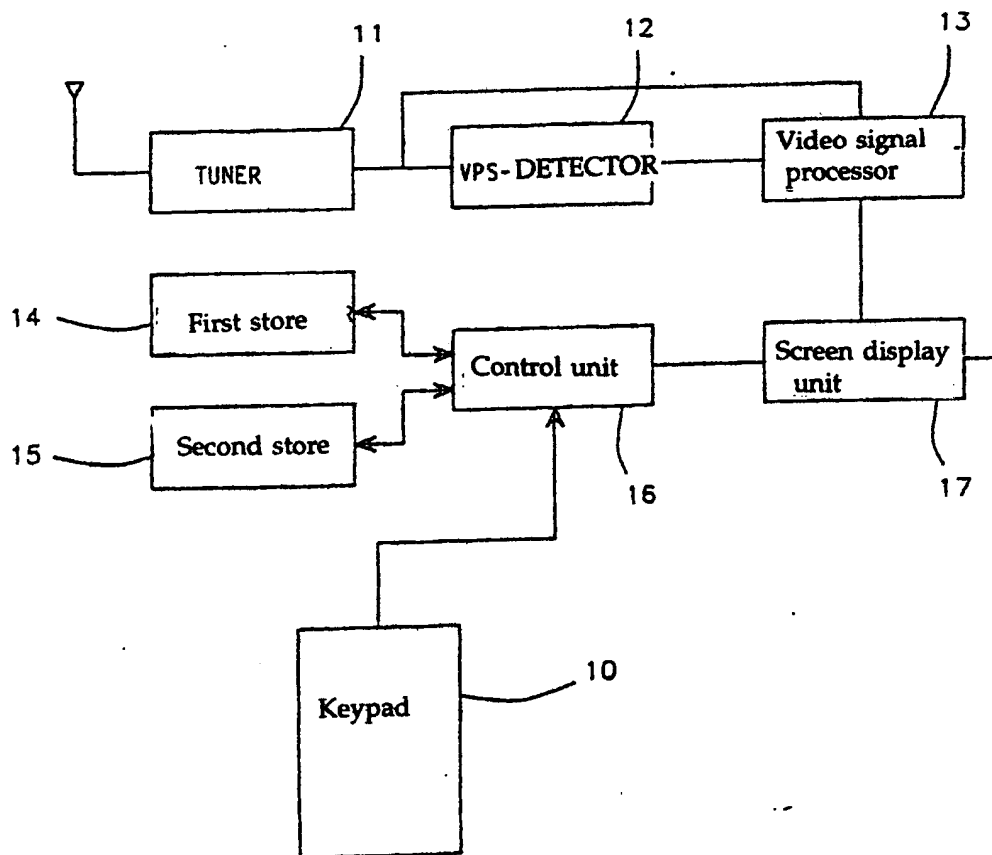 11
12
13
TUNER
VPS-DETECTOR
Video signal
processor
14
First store
Control unit
Screen display
unit
15
Second store
16
17
10
Keypad